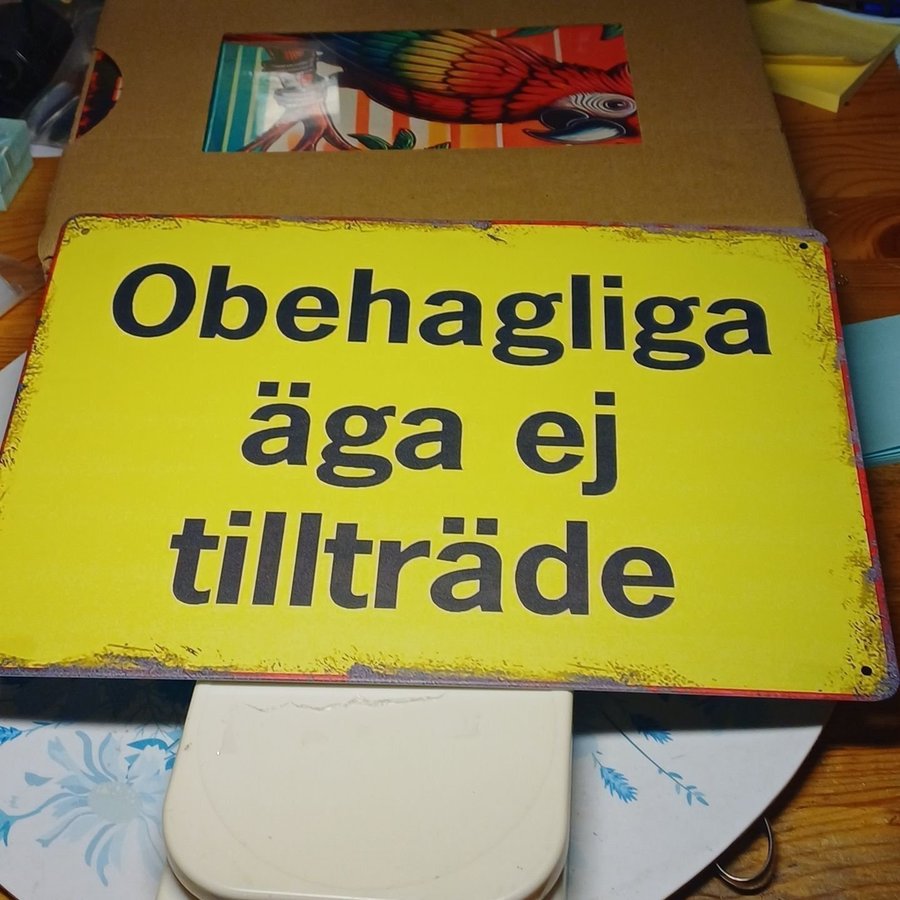 Obehagliga
äga ej
tillträde